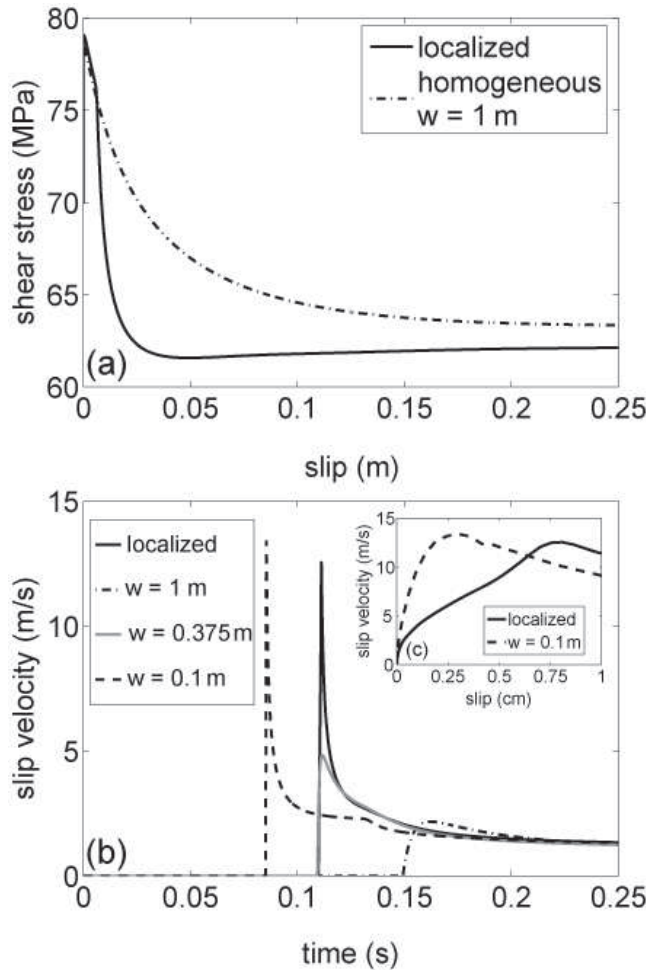 80
75
70
65
60
shear stress (MPa)
localized
homogeneous
w = 1 m
(a)
0
0.05
0.1
0.15
0.2
0.25
slip (m)
15
10
5
0
slip velocity (m/s)
localized
w = 1 m
w = 0.375 m
w = 0.1 m
15
10
5
0
slip velocity (m/s)
localized
w = 0.1 m
(c)
0
0.25
0.5
0.75
1
slip (cm)
(b)
0
0.05
0.1
0.15
0.2
0.25
time (s)